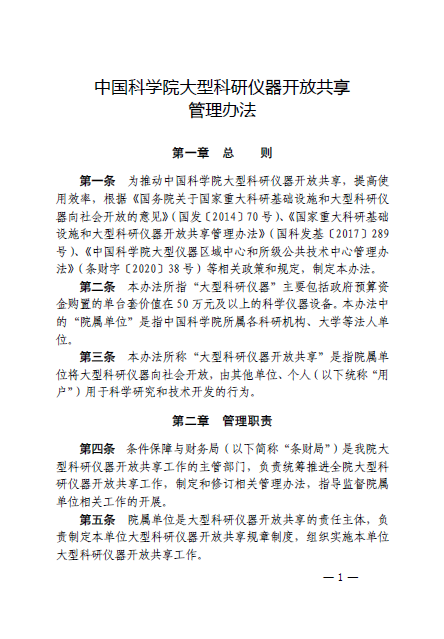 中国科学院大型科研仪器开放共享
管理办法
第一章 总 则
第一条 为推动中国科学院大型科研仪器开放共享，提高使
用效率，根据《国务院关于国家重大科研基础设施和大型科研仪
器向社会开放的意见》（国发〔2014〕70号）、《国家重大科研基础
设施和大型科研仪器开放共享管理办法》（国科发基〔2017〕289
号）、《中国科学院大型仪器区域中心和所级公共技术中心管理办
法》（条财字〔2020〕38号）等相关政策和规定，制定本办法。
第二条 本办法所指“大型科研仪器”主要包括政府预算资
金购置的单台套价值在50万元及以上的科学仪器设备。本办法中
的“院属单位”是指中国科学院所属各科研机构、大学等法人单
位。
第三条 本办法所称“大型科研仪器开放共享”是指院属单
位将大型科研仪器向社会开放，由其他单位、个人（以下统称“用
户”）用于科学研究和技术开发的行为。
第二章 管理职责
第四条 条件保障与财务局（以下简称“条财局”）是我院大
型科研仪器开放共享工作的主管部门，负责统筹推进全院大型科
研仪器开放共享工作，制定和修订相关管理办法，指导监督院属
单位相关工作的开展。
第五条 院属单位是大型科研仪器开放共享的责任主体，负
责制定本单位大型科研仪器开放共享规章制度，组织实施本单位
大型科研仪器开放共享工作。
— 1 —